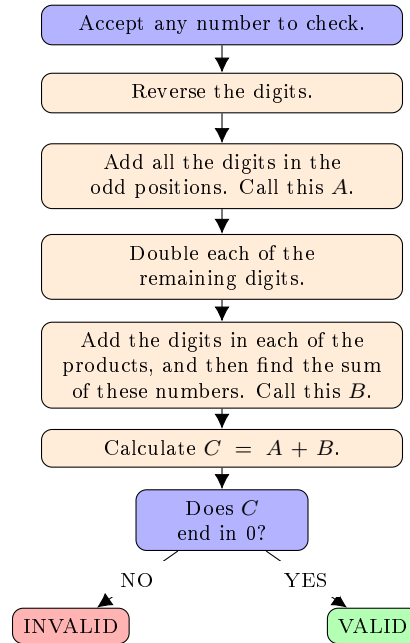 Accept any number to check.
Reverse the digits.
Add all the digits in the
odd positions. Call this A.
Double each of the
remaining digits.
Add the digits in each of the
products, and then find the sum
of these numbers. Call this B.
Calculate C = A + B.
Does C
end in 0?
NO
YES
INVALID
VALID